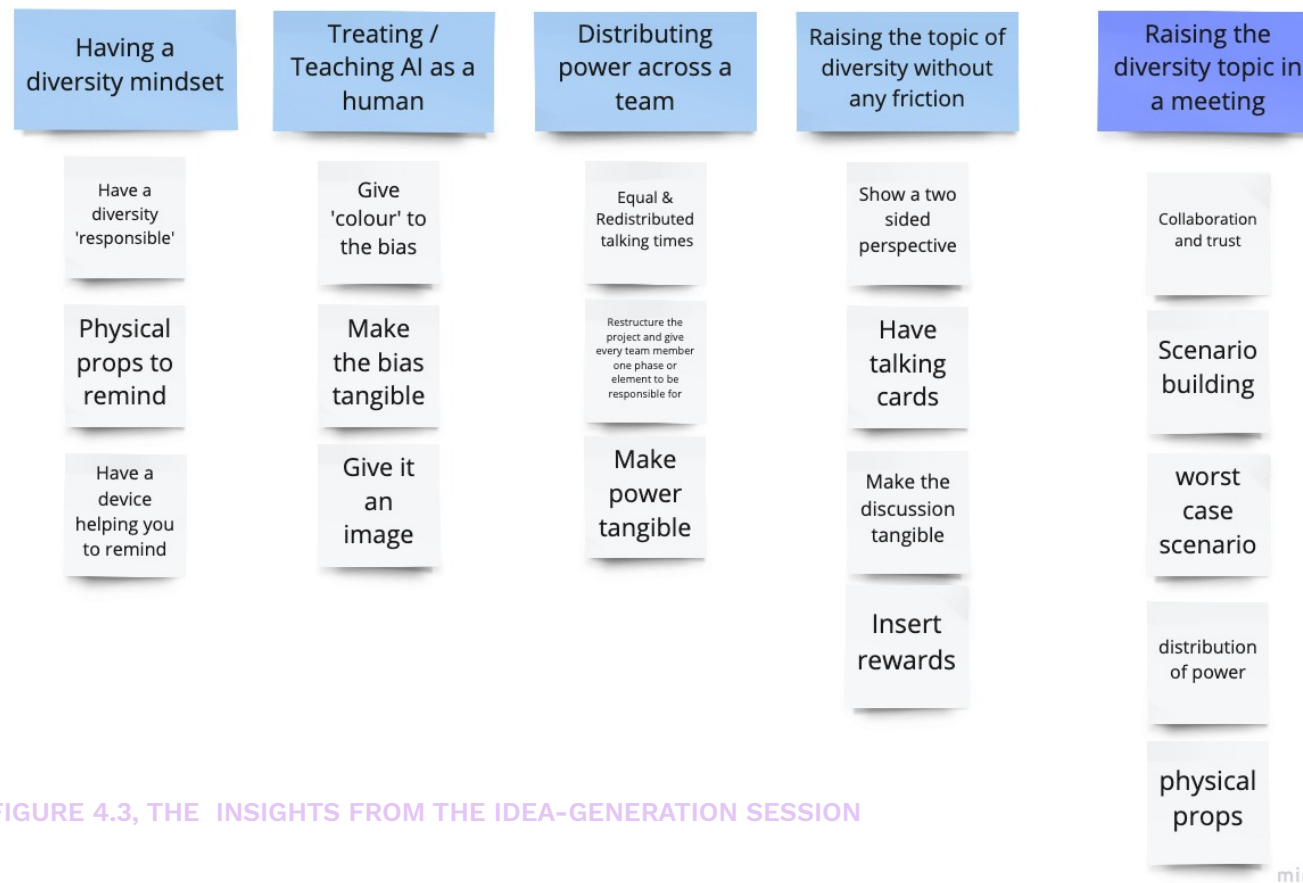 Having a
diversity mindset
Have a
diversity
'responsible'
Physical
props to
remind
Have a
device
helping you
to remind
Treating /
Teaching AI as a
human
Give
'colour' to
the bias
Make
the bias
tangible
Give it
an
image
Distributing
power across a
team
Equal &
Redistributed
talking times
Restructure the
project and give
every team member
one phase or
element to be
responsible for
Make
power
tangible
Raising the topic of
diversity without
any friction
Show a two
sided
perspective
Have
talking
cards
Make the
discussion
tangible
Insert
rewards
Raising the
diversity topic in
a meeting
Collaboration
and trust
Scenario
building
worst
case
scenario
distribution
of power
physical
props
FIGURE 4.3, THE INSIGHTS FROM THE IDEA-GENERATION SESSION